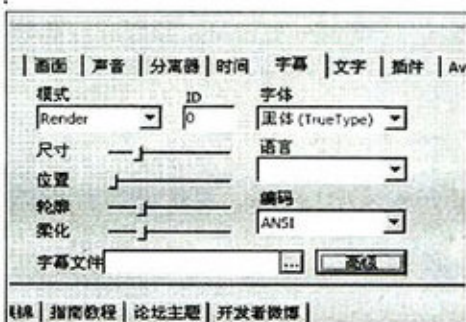 画面 声音 分离器 时间 字幕 文字 插件 Av
模式 ID 字体
Render 0 黑体 (TrueType)
尺寸 语言
位置
轮廓 编码
柔化 ANSI
字幕文件 ... 高级
指南教程 论坛主题 开发者微博